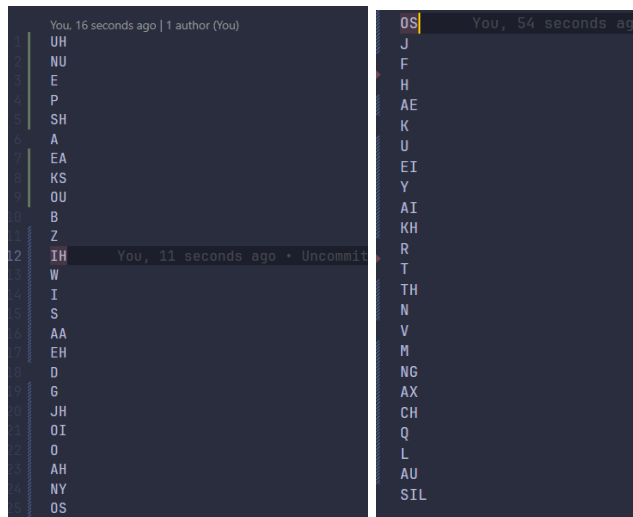 You, 16 seconds ago | 1 author (You)
1 UH
2 NU
3 E
4 P
5 SH
6 A
7 EA
8 KS
9 OU
10 B
11 Z
12 IH You, 11 seconds ago • Uncommit
13 W
14 I
15 S
16 AA
17 EH
18 D
19 G
20 JH
21 OI
22 O
23 AH
24 NY
25 OS
OS You, 54 seconds ag
J
F
H
AE
K
U
EI
Y
AI
KH
R
T
TH
N
V
M
NG
AX
CH
Q
L
AU
SIL